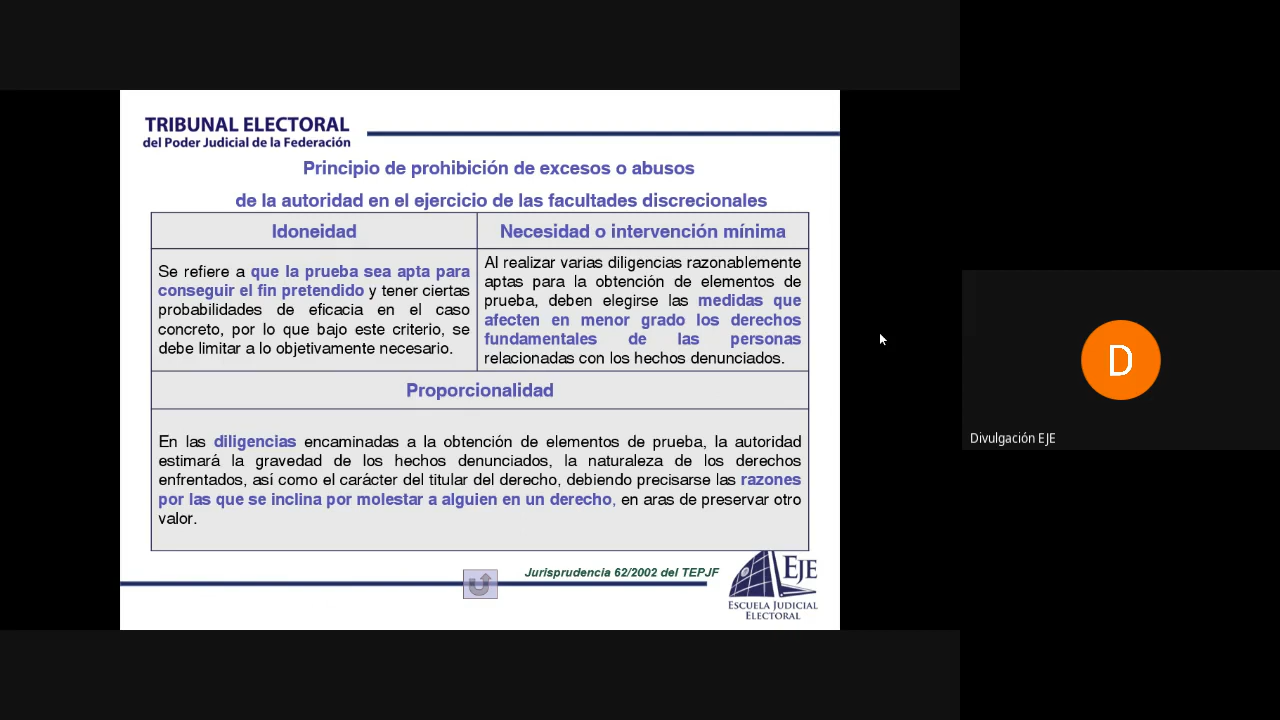 TRIBUNAL ELECTORAL
del Poder Judicial de la Federación
Principio de prohibición de excesos o abusos
de la autoridad en el ejercicio de las facultades discrecionales
Idoneidad
Se refiere a que la prueba sea apta para
conseguir el fin pretendido y tener ciertas
probabilidades de eficacia en el caso
concreto, por lo que bajo este criterio, se
debe limitar a lo objetivamente necesario.
Necesidad o intervención mínima
Al realizar varias diligencias razonablemente
aptas para la obtención de elementos de
prueba, deben elegirse las medidas que
afecten en menor grado los derechos
fundamentales de las personas
relacionadas con los hechos denunciados.
Proporcionalidad
En las diligencias encaminadas a la obtención de elementos de prueba, la autoridad
estimará la gravedad de los hechos denunciados, la naturaleza de los derechos
enfrentados, así como el carácter del titular del derecho, debiendo precisarse las razones
por las que se inclina por molestar a alguien en un derecho, en aras de preservar otro
valor.
Jurisprudencia 62/2002 del TEPJF
EJE
ESCUELA JUDICIAL
ELECTORAL
D
Divulgación EJE